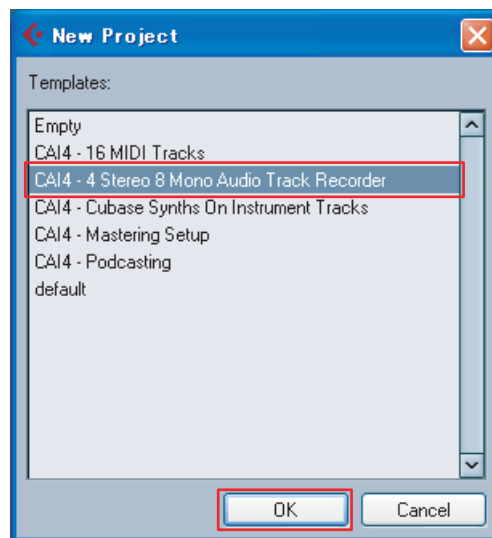 New Project
Templates:
Empty
CAI4 - 16 MIDI Tracks
CAI4 - 4 Stereo 8 Mono Audio Track Recorder
CAI4 - Cubase Synths On Instrument Tracks
CAI4 - Mastering Setup
CAI4 - Podcasting
default
OK
Cancel